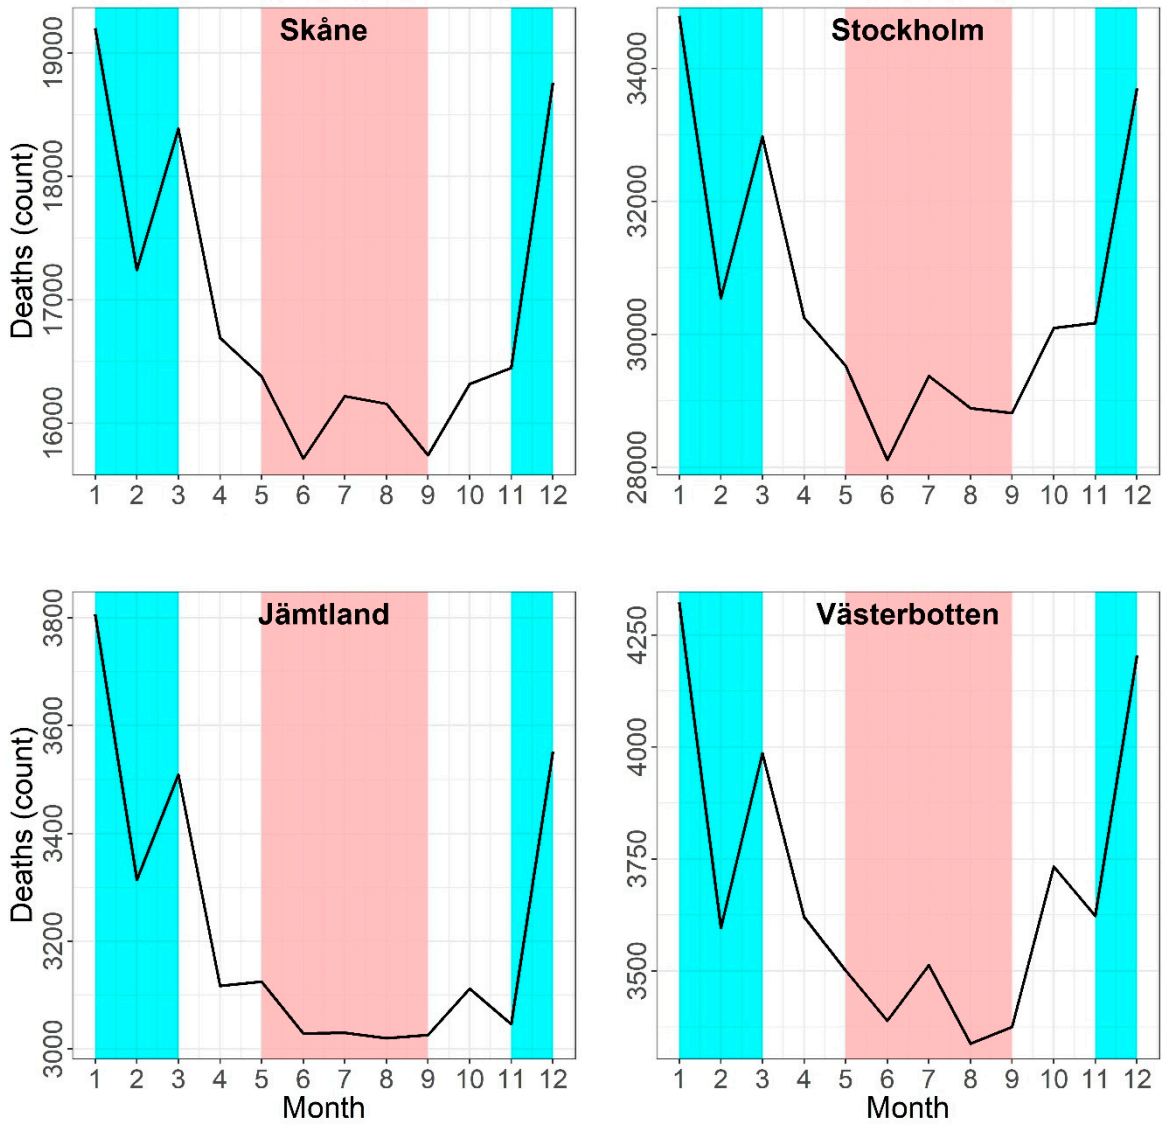 Skåne
Deaths (count)
19000
18000
17000
16000
1 2 3 4 5 6 7 8 9 10 11 12
Stockholm
34000
32000
30000
28000
1 2 3 4 5 6 7 8 9 10 11 12
Jämtland
Deaths (count)
3800
3600
3400
3200
3000
1 2 3 4 5 6 7 8 9 10 11 12
Month
Västerbotten
4250
4000
3750
3500
1 2 3 4 5 6 7 8 9 10 11 12
Month